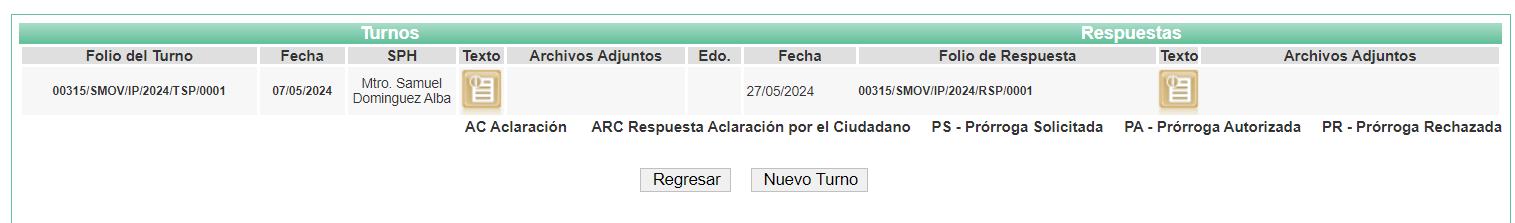 Turnos Respuestas
Folio del Turno Fecha SPH Texto Archivos Adjuntos Edo. Fecha Folio de Respuesta Texto Archivos Adjuntos
00315/SMOV/IP/2024/TSP/0001 07/05/2024 Mtro. Samuel Dominguez Alba 27/05/2024 00315/SMOV/IP/2024/RSP/0001
AC Aclaración ARC Respuesta Aclaración por el Ciudadano PS - Prórroga Solicitada PA - Prórroga Autorizada PR - Prórroga Rechazada
Regresar Nuevo Turno